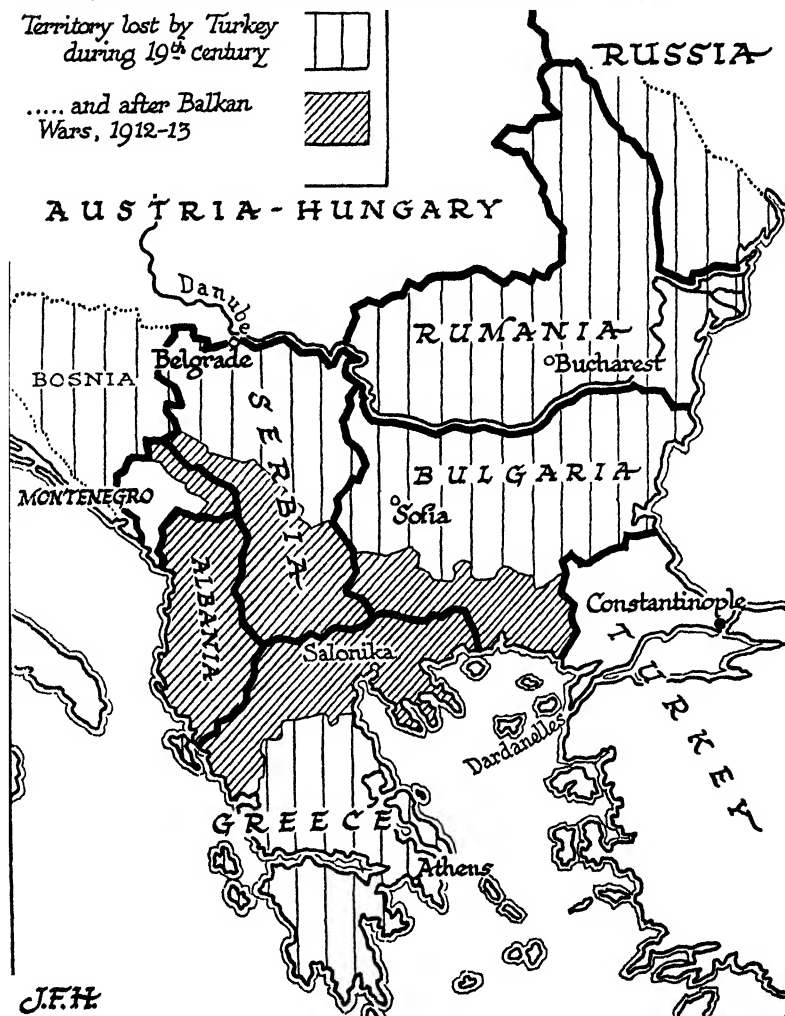 Territory lost by Turkey
during 19th century
..... and after Balkan
Wars, 1912-13
RUSSIA
AUSTRIA-HUNGARY
Danube
RUMANIA
Belgrade
Bucharest
BOSNIA
SERBIA
BULGARIA
MONTENEGRO
Sofia
ALBANIA
Constantinople
Salonika
TURKEY
Dardanelles
GREECE
Athens
J.F.H.